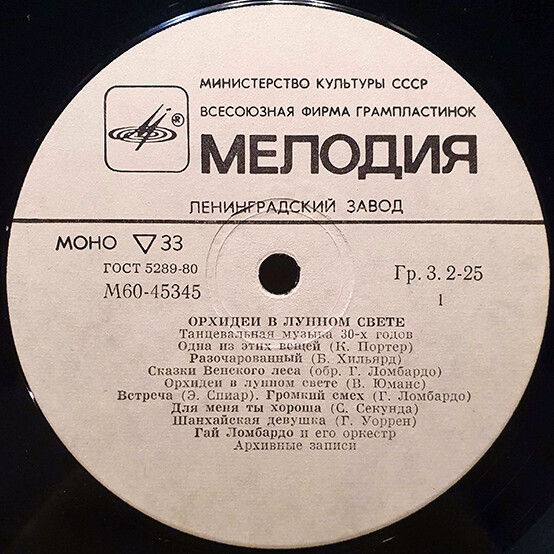 МИНИСТЕРСТВО КУЛЬТУРЫ СССР
ВСЕСОЮЗНАЯ ФИРМА ГРАМПЛАСТИНОК
®
МЕЛОДИЯ
ЛЕНИНГРАДСКИЙ ЗАВОД
МОНО ▽ 33
ГОСТ 5289-80
М60-45345
Гр. 3. 2-25
1
ОРХИДЕИ В ЛУННОМ СВЕТЕ
Танцевальная музыка 30-х годов
Одна из этих вещей (К. Портер)
Разочарованный (Б. Хильярд)
Сказки Венского леса (обр. Г. Ломбардо)
Орхидеи в лунном свете (В. Юманс)
Встреча (Э. Спиар). Громкий смех (Г. Ломбардо)
Для меня ты хороша (С. Секунда)
Шанхайская девушка (Г. Уоррен)
Гай Ломбардо и его оркестр
Архивные записи